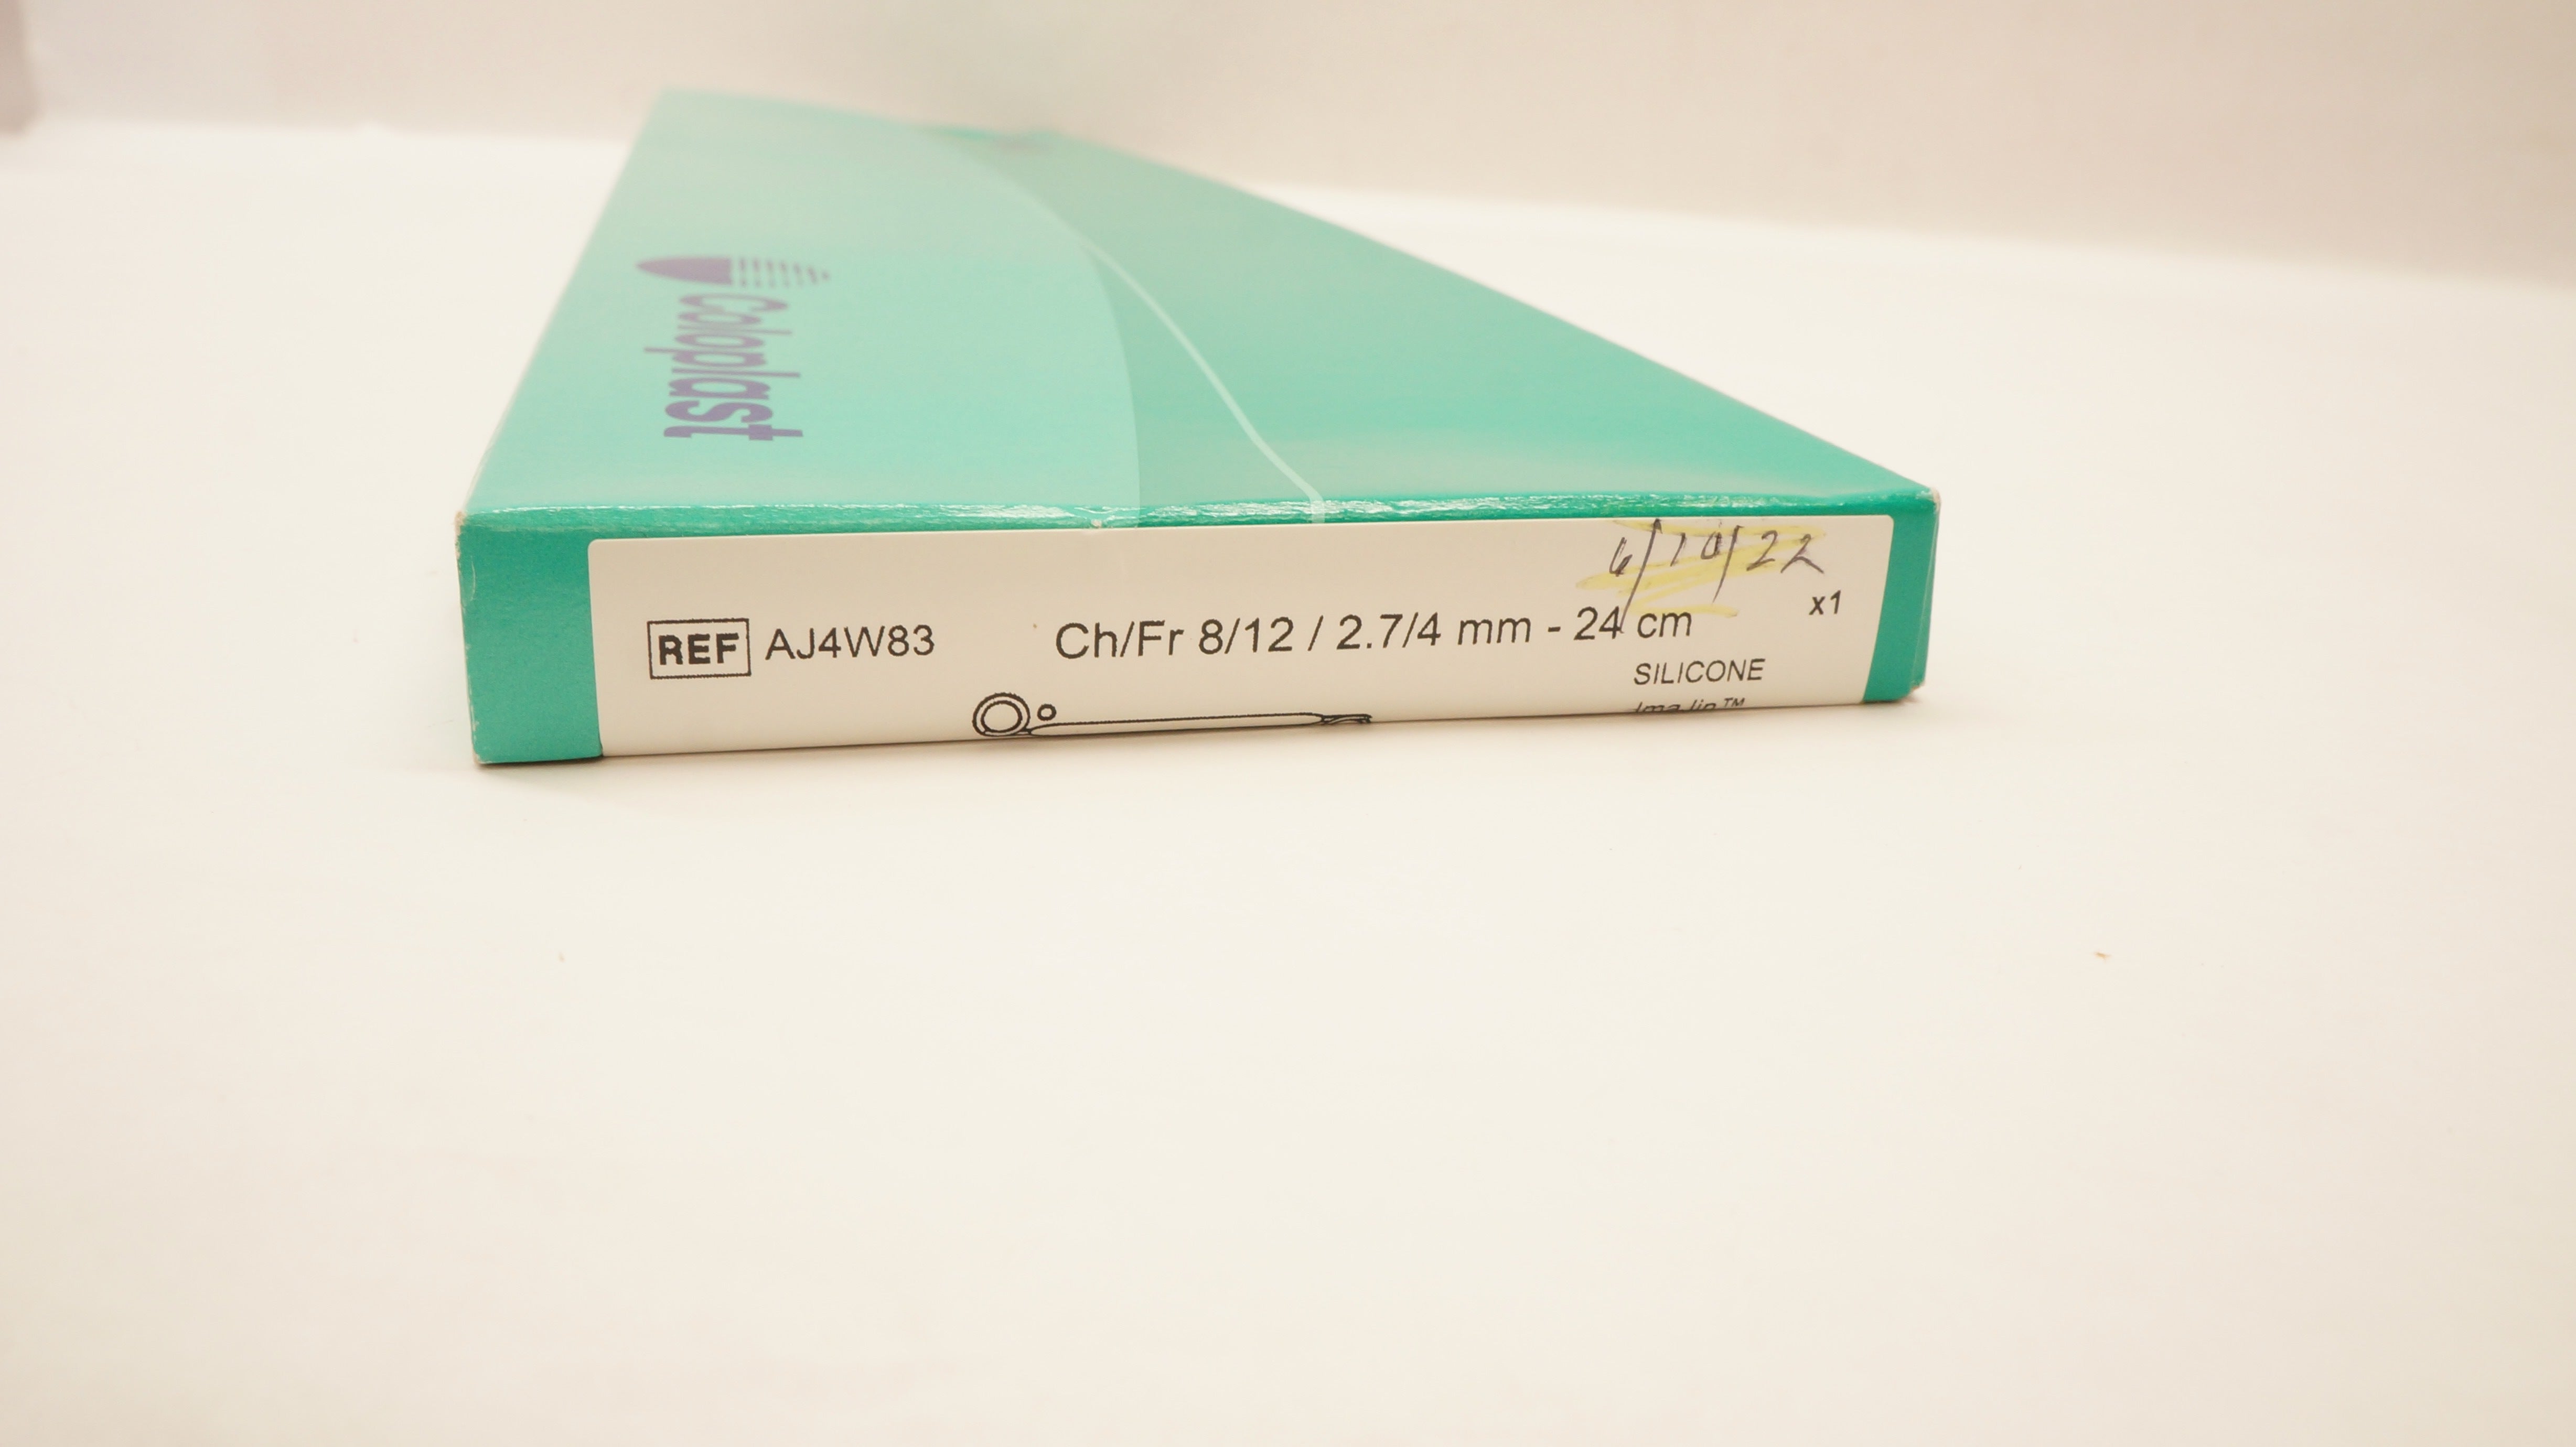 Coloplast
6/10/22
x1
REF AJ4W83 Ch/Fr 8/12 / 2.7/4 mm - 24 cm
SILICONE